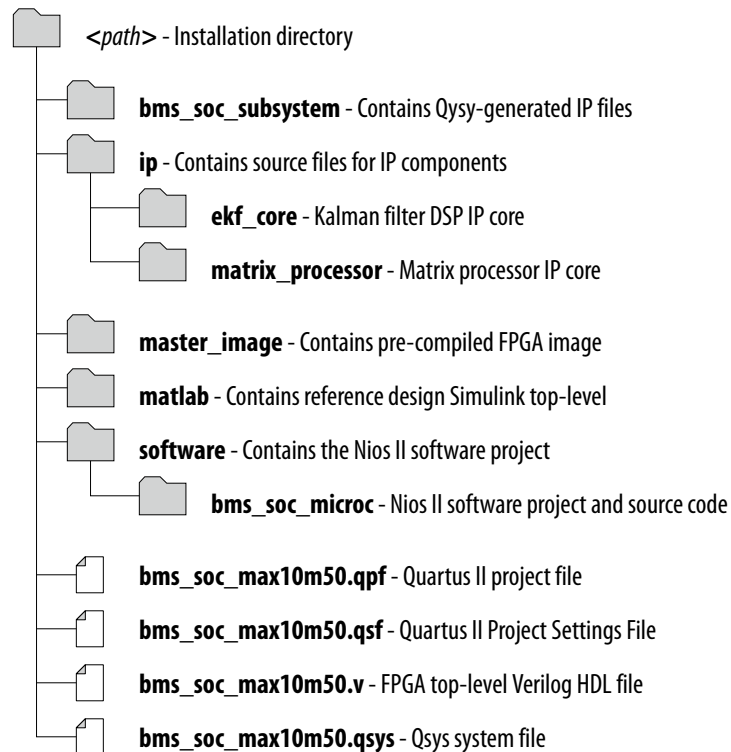 <path> - Installation directory
bms_soc_subsystem - Contains Qysy-generated IP files
ip - Contains source files for IP components
ekf_core - Kalman filter DSP IP core
matrix_processor - Matrix processor IP core
master_image - Contains pre-compiled FPGA image
matlab - Contains reference design Simulink top-level
software - Contains the Nios II software project
bms_soc_microc - Nios II software project and source code
bms_soc_max10m50.qpf - Quartus II project file
bms_soc_max10m50.qsf - Quartus II Project Settings File
bms_soc_max10m50.v - FPGA top-level Verilog HDL file
bms_soc_max10m50.qsys - Qsys system file